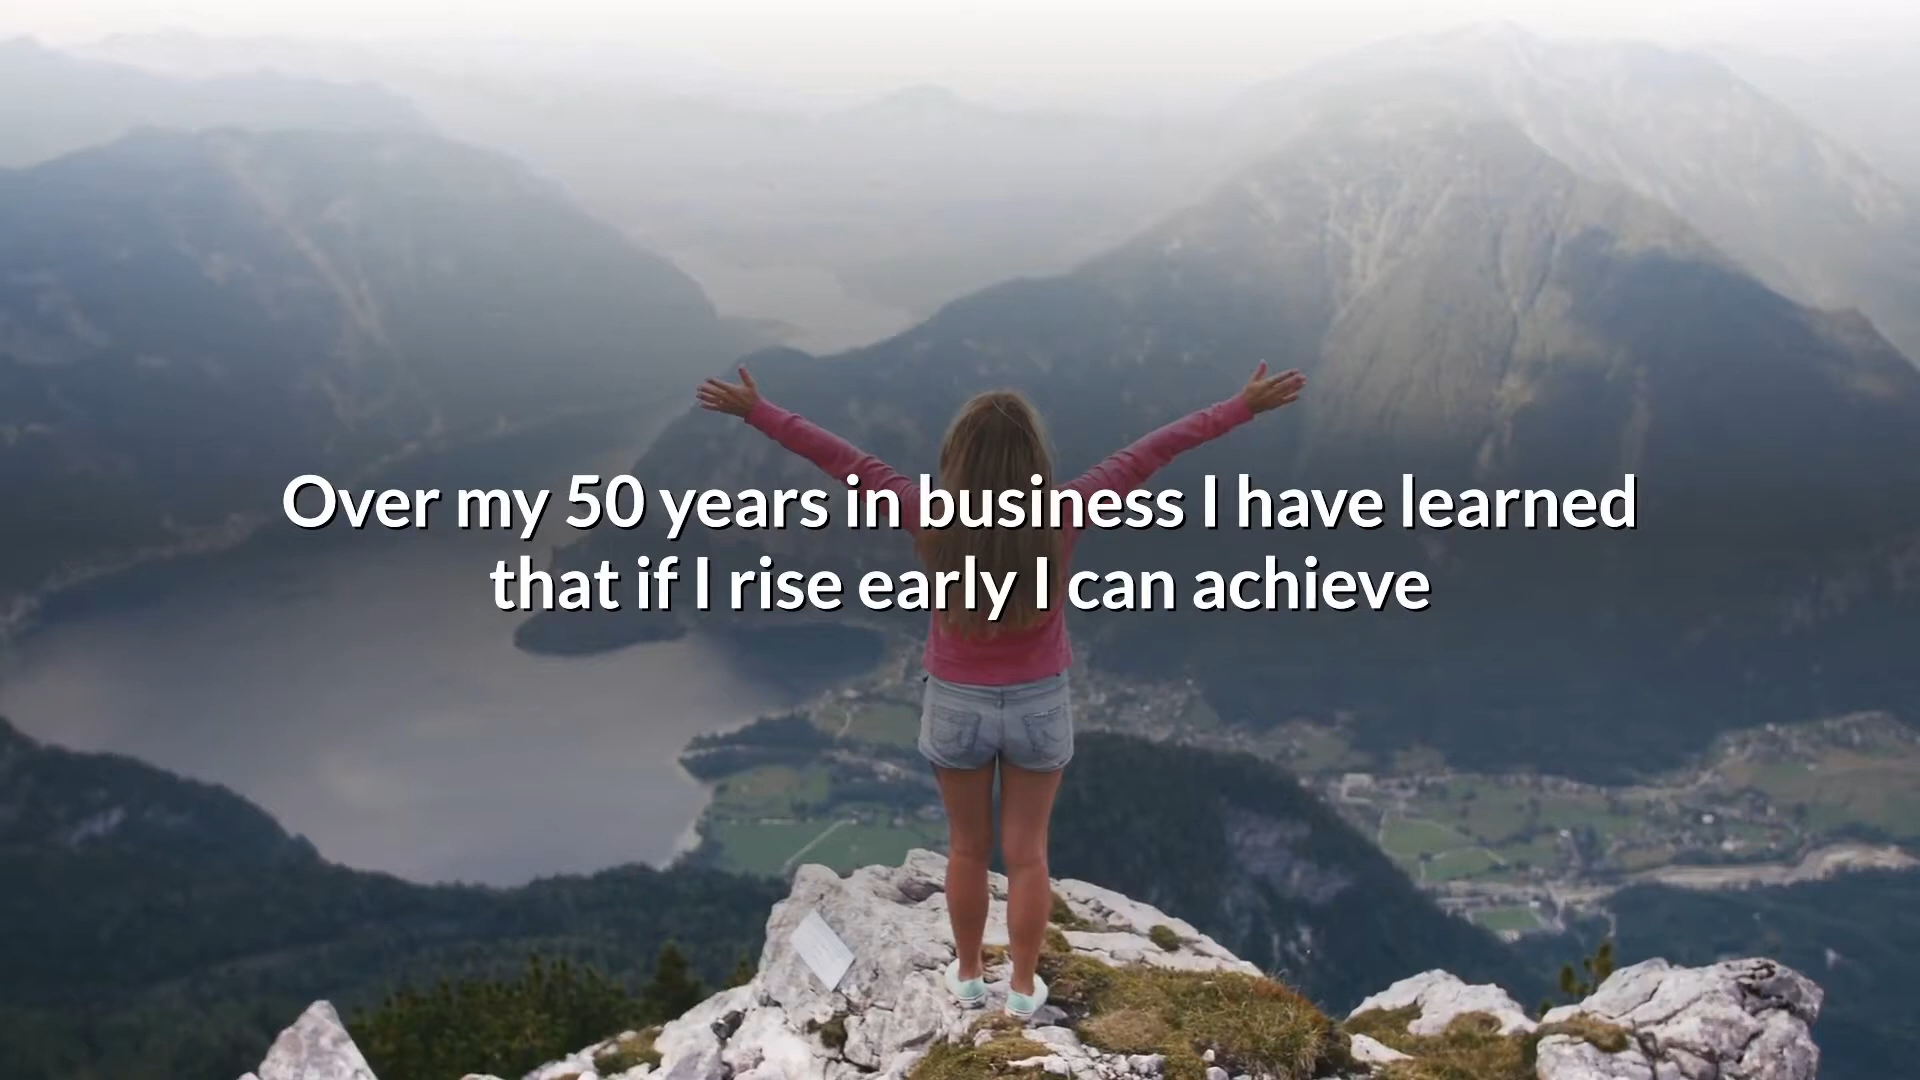 Over my 50 years in business I have learned
that if I rise early I can achieve